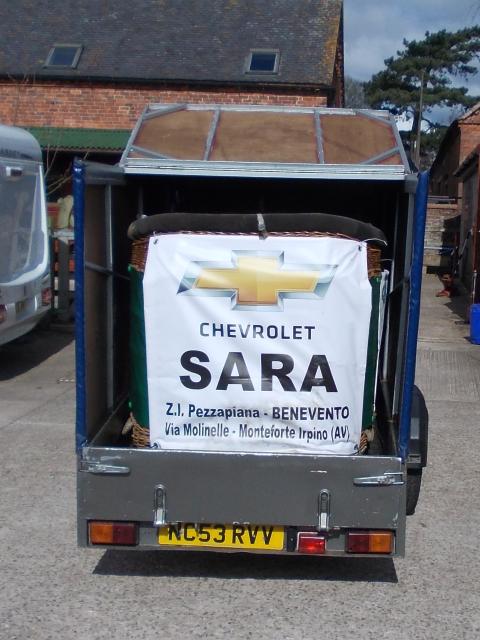 CHEVROLET
SARA
Z.I. Pezzapiana - BENEVENTO
Via Molinelle - Monteforte Irpino (AV)
NC53 RVV